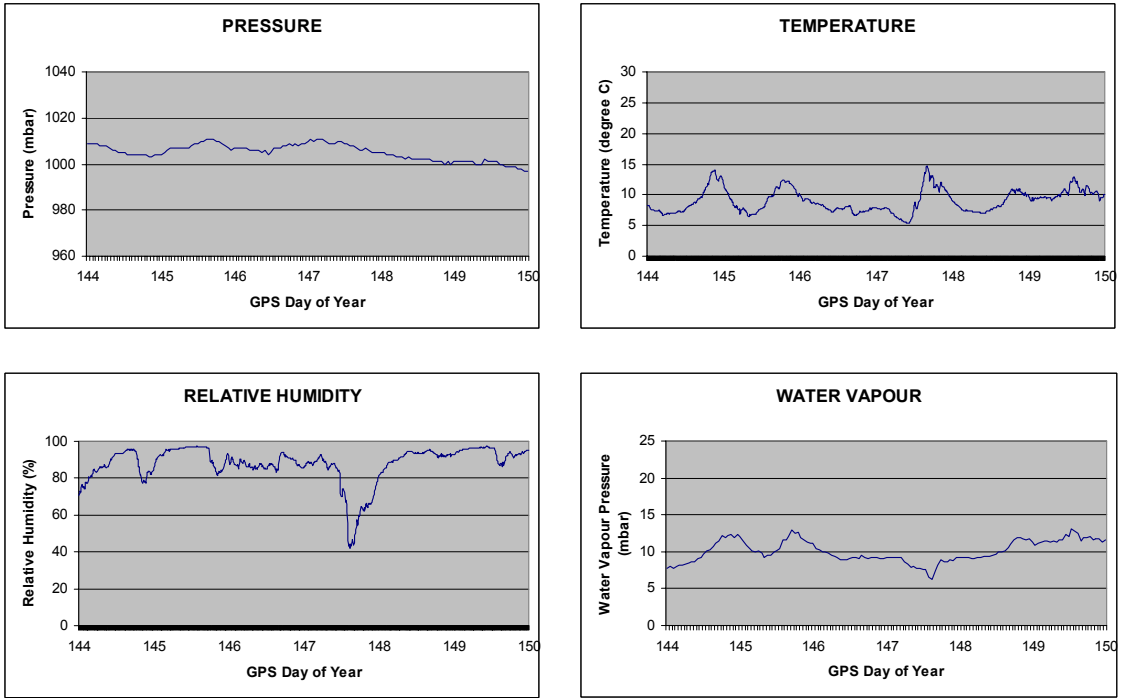 PRESSURE
1040
1020
1000
980
960
144 145 146 147 148 149 150
Pressure (mbar)
GPS Day of Year
TEMPERATURE
30
25
20
15
10
5
0
144 145 146 147 148 149 150
Temperature (degree C)
GPS Day of Year
RELATIVE HUMIDITY
100
80
60
40
20
0
144 145 146 147 148 149 150
Relative Humidity (%)
GPS Day of Year
WATER VAPOUR
25
20
15
10
5
0
144 145 146 147 148 149 150
Water Vapour Pressure
(mbar)
GPS Day of Year